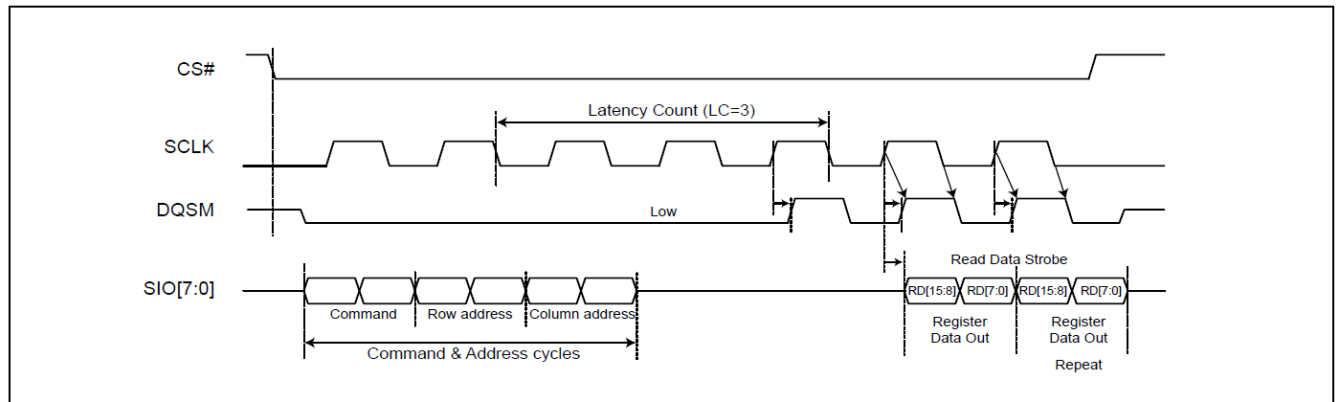 CS#
Latency Count (LC=3)
SCLK
DQSM
Low
Read Data Strobe
SIO[7:0]
RD[15:8] RD[7:0] RD[15:8] RD[7:0]
Command Row address Column address
Register Data Out
Register Data Out
Command & Address cycles
Repeat